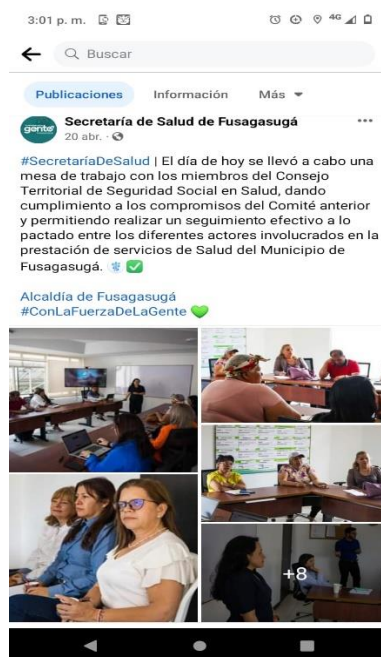 3:01 p. m.
4G
Buscar
Publicaciones Información Más
gente
Secretaría de Salud de Fusagasugá
20 abr. ·
#SecretaríaDeSalud | El día de hoy se llevó a cabo una
mesa de trabajo con los miembros del Consejo
Territorial de Seguridad Social en Salud, dando
cumplimiento a los compromisos del Comité anterior
y permitiendo realizar un seguimiento efectivo a lo
pactado entre los diferentes actores involucrados en la
prestación de servicios de Salud del Municipio de
Fusagasugá.
Alcaldía de Fusagasugá
#ConLaFuerzaDeLaGente
+8